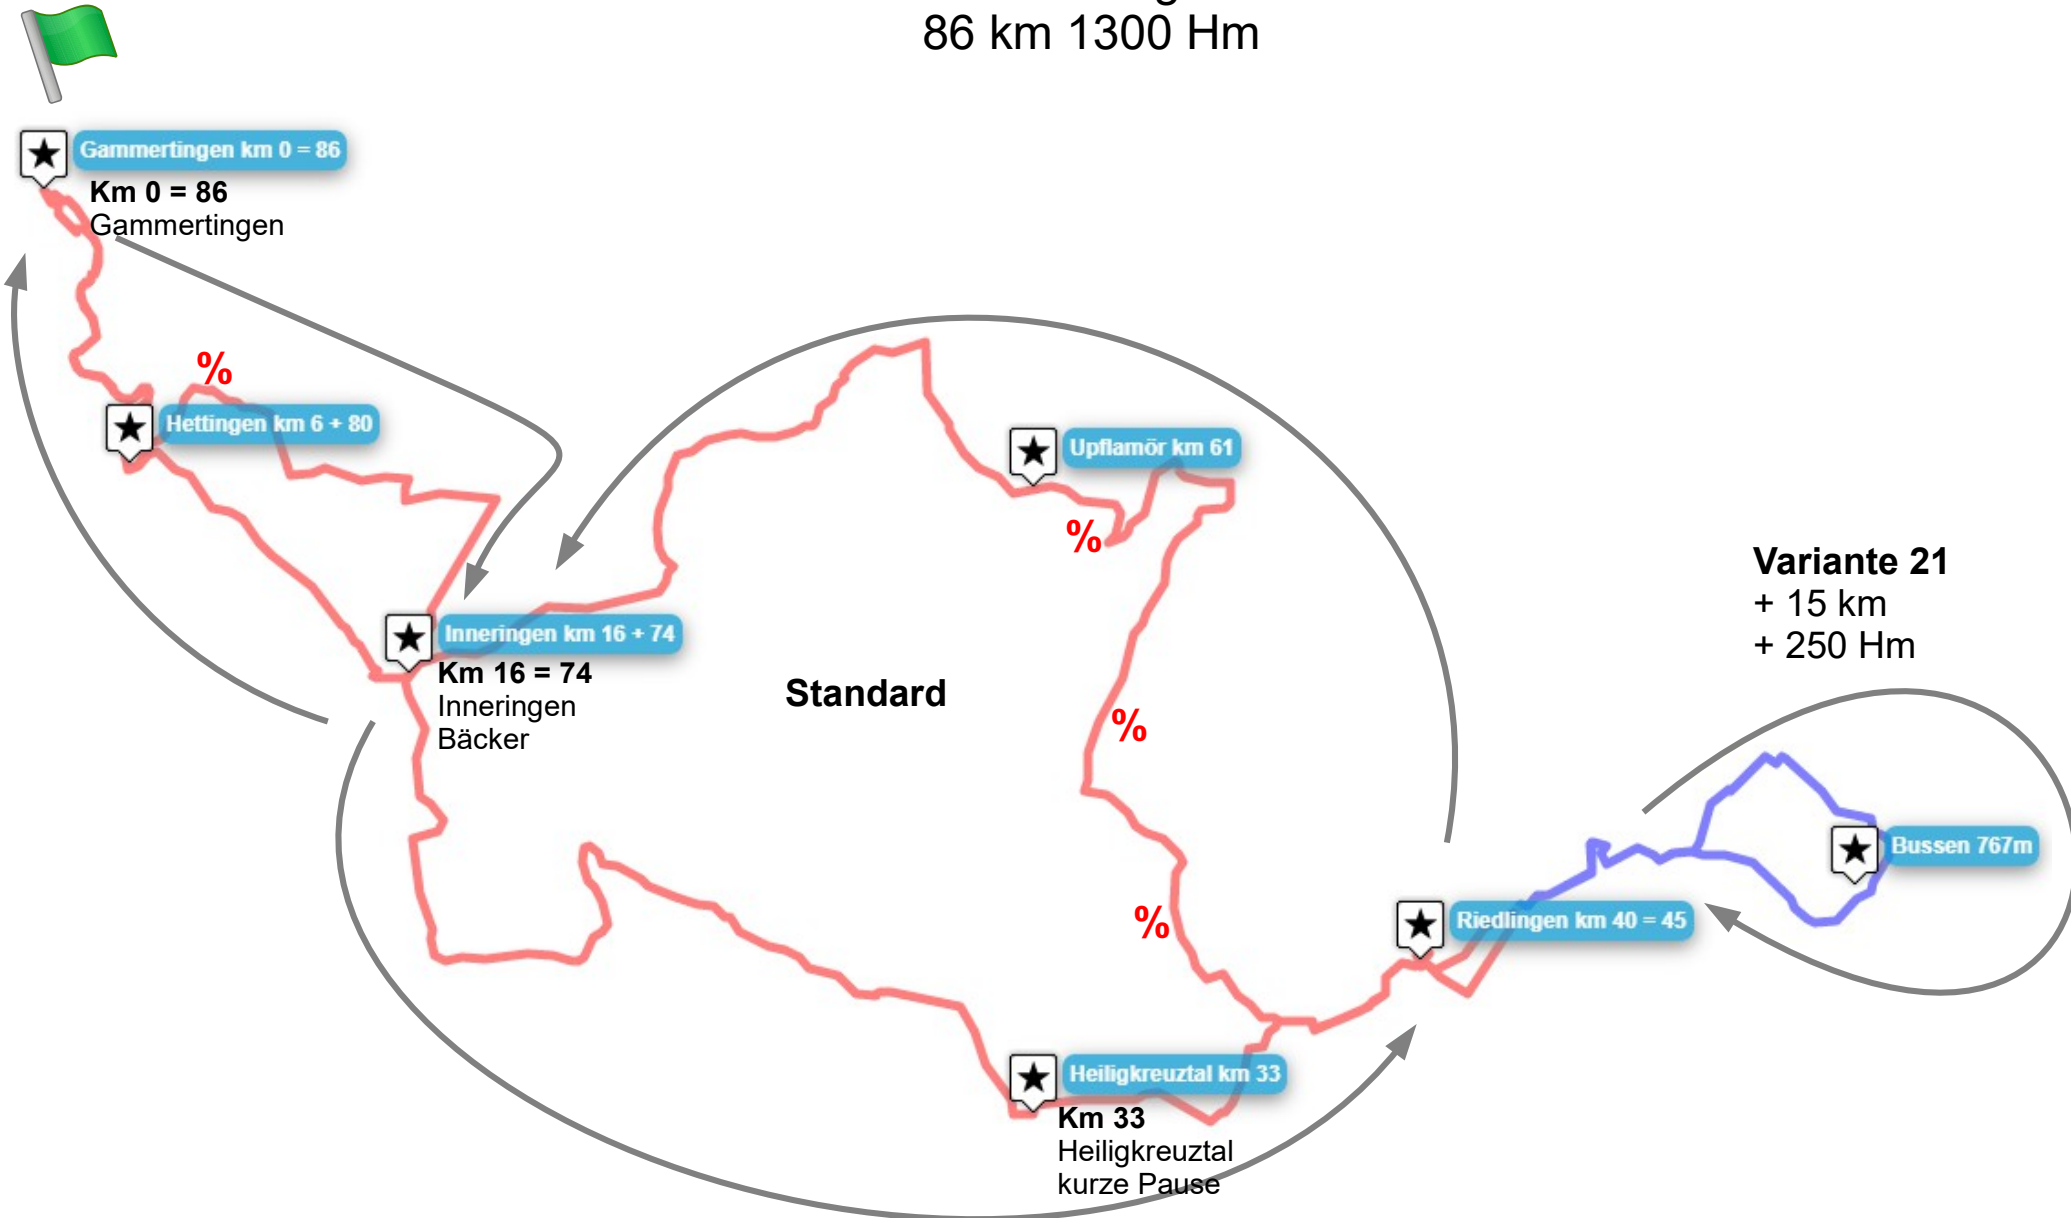 86 km 1300 Hm
Gammertingen km 0 = 86
Km 0 = 86
Gammertingen
%
Hettingen km 6 + 80
Upflamör km 61
%
Variante 21
+ 15 km
+ 250 Hm
Inneringen km 16 + 74
Km 16 = 74
Inneringen
Bäcker
Standard
%
Bussen 767m
%
Riedlingen km 40 = 45
Heiligkreuztal km 33
Km 33
Heiligkreuztal
kurze Pause